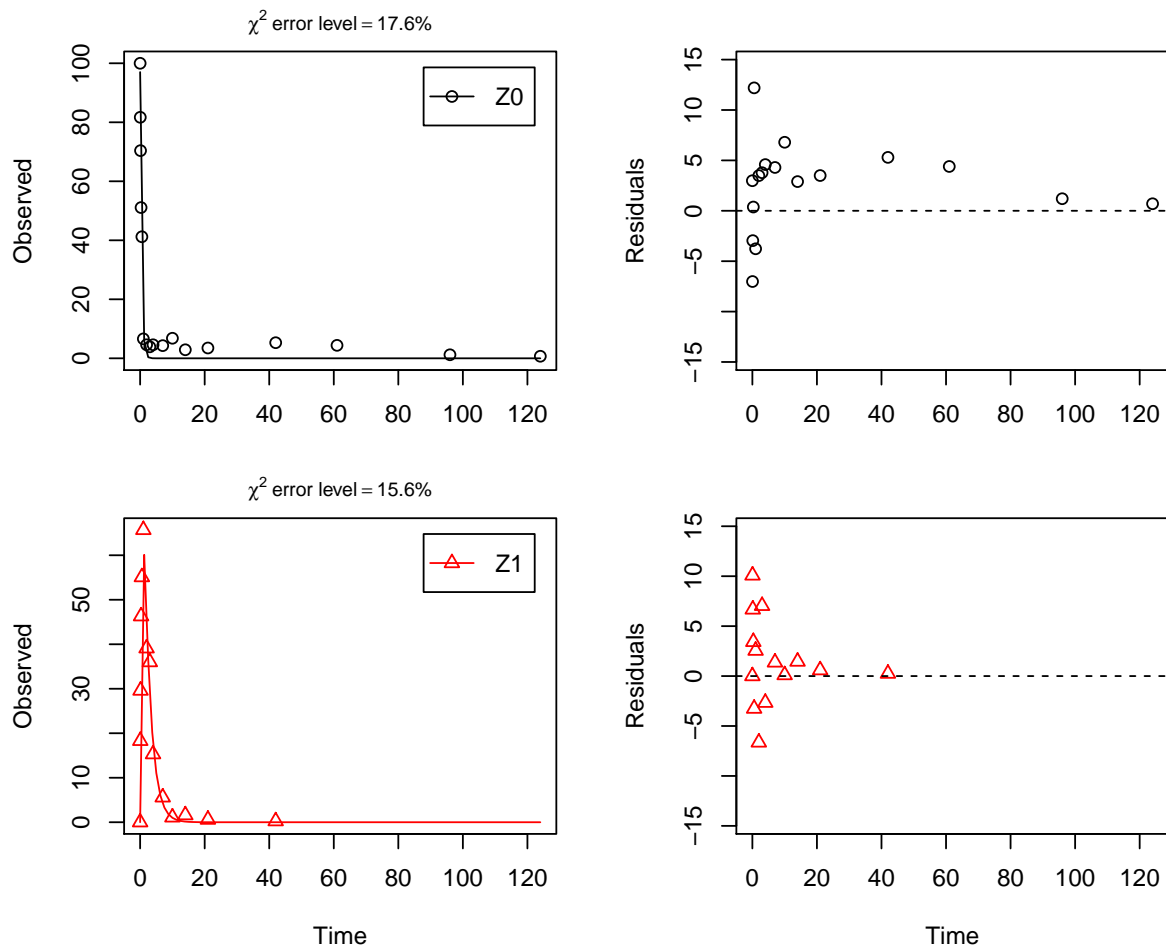 χ² error level = 17.6%
Observed
0 20 40 60 80 100
Z0
0 20 40 60 80 100 120
Residuals
−15 −5 0 5 10 15
0 20 40 60 80 100 120
χ² error level = 15.6%
Observed
0 10 30 50
Z1
0 20 40 60 80 100 120
Time
Residuals
−15 −5 0 5 10 15
0 20 40 60 80 100 120
Time